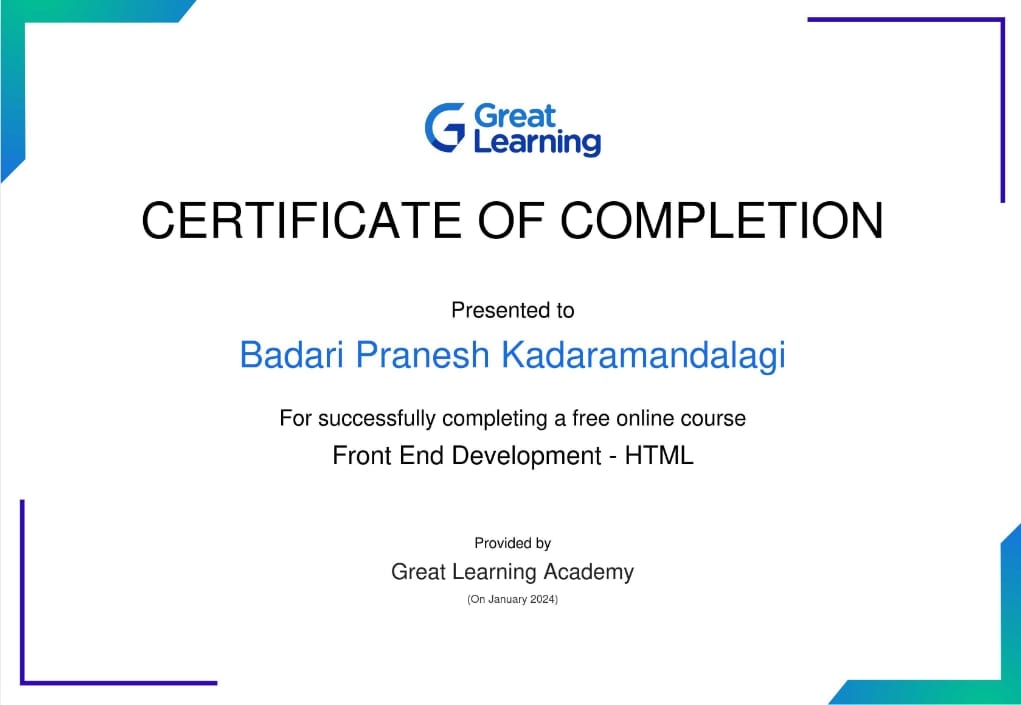 Great
Learning
CERTIFICATE OF COMPLETION
Presented to
Badari Pranesh Kadaramandalagi
For successfully completing a free online course
Front End Development - HTML
Provided by
Great Learning Academy
(On January 2024)